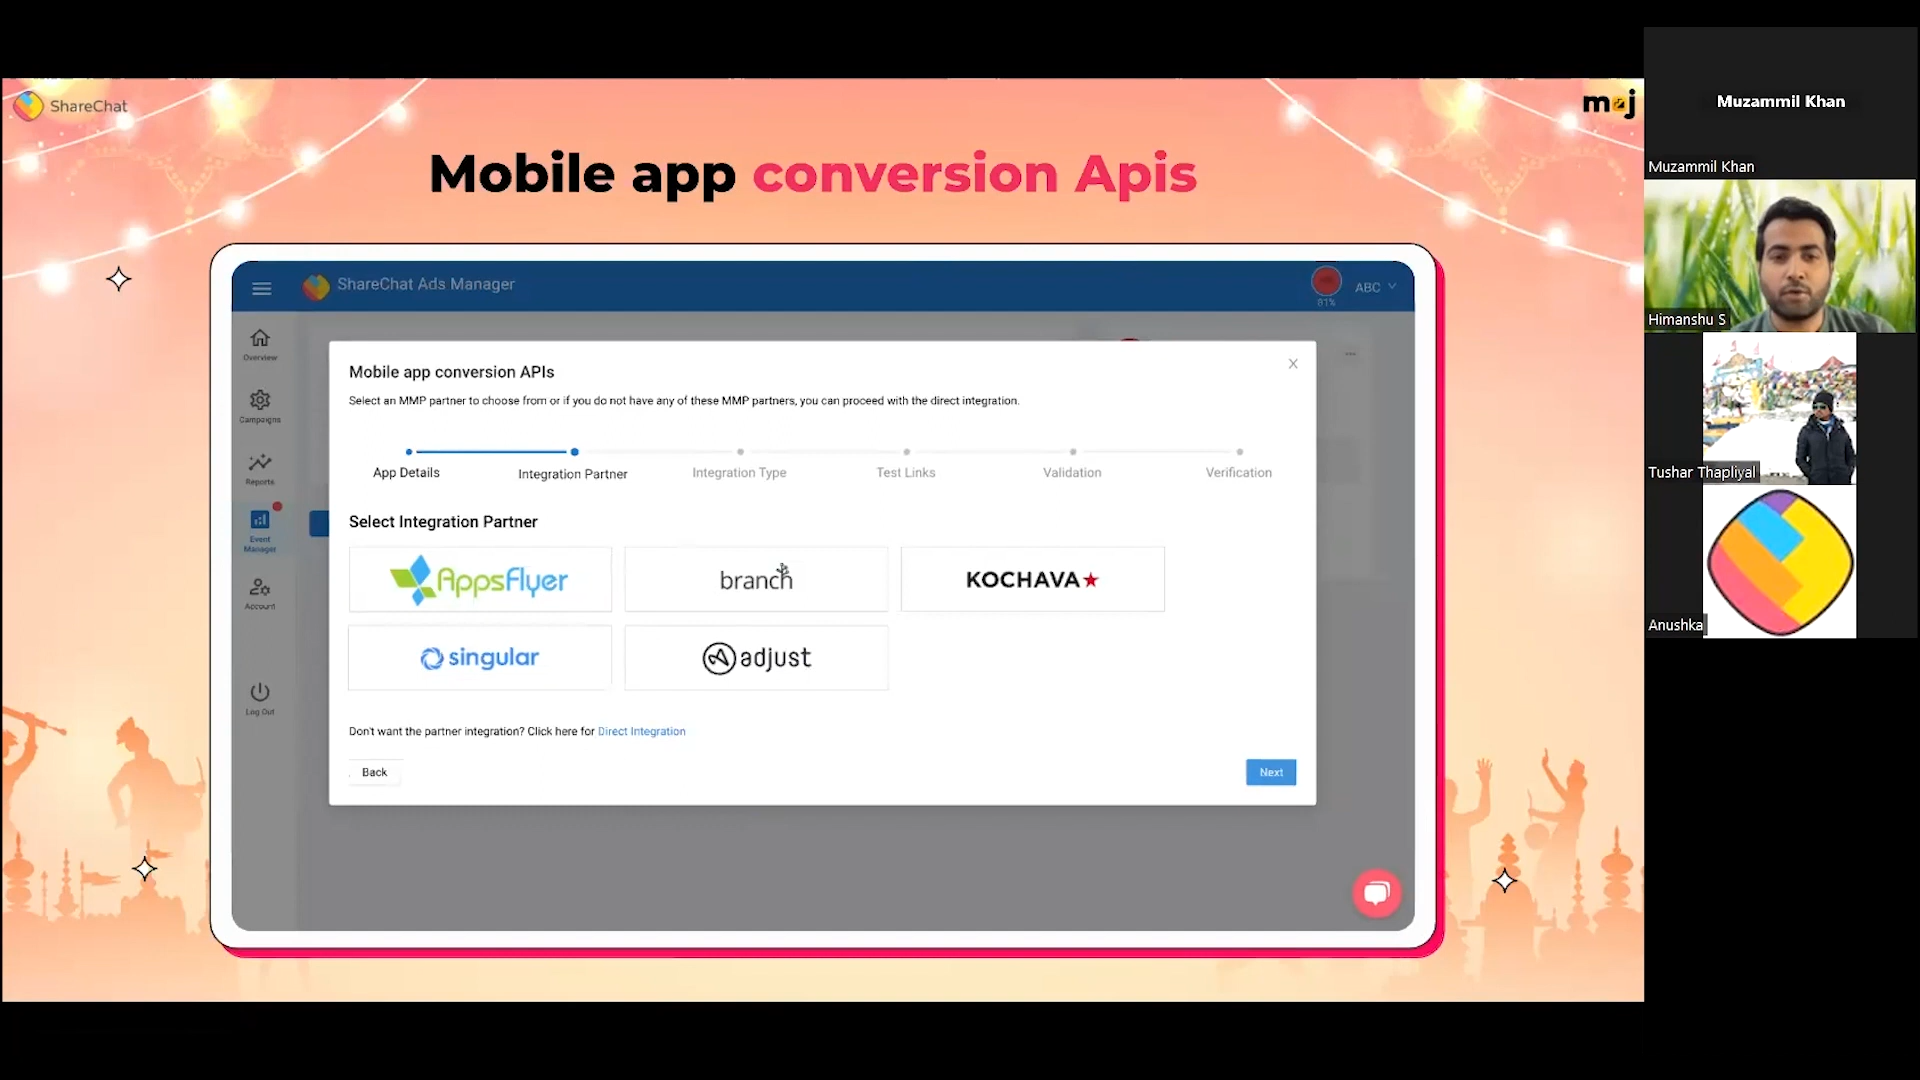 ShareChat
moj
Mobile app conversion Apis
ShareChat Ads Manager
81%
ABC
Overview
Campaigns
Reports
Event
Manager
Account
Log Out
Mobile app conversion APIs
Select an MMP partner to choose from or if you do not have any of these MMP partners, you can proceed with the direct integration.
App Details
Integration Partner
Integration Type
Test Links
Validation
Verification
Select Integration Partner
AppsFlyer
branch
KOCHAVA
singular
adjust
Don't want the partner integration? Click here for Direct Integration
Back
Next
Muzammil Khan
Muzammil Khan
Himanshu S
Tushar Thapliyal
Anushka